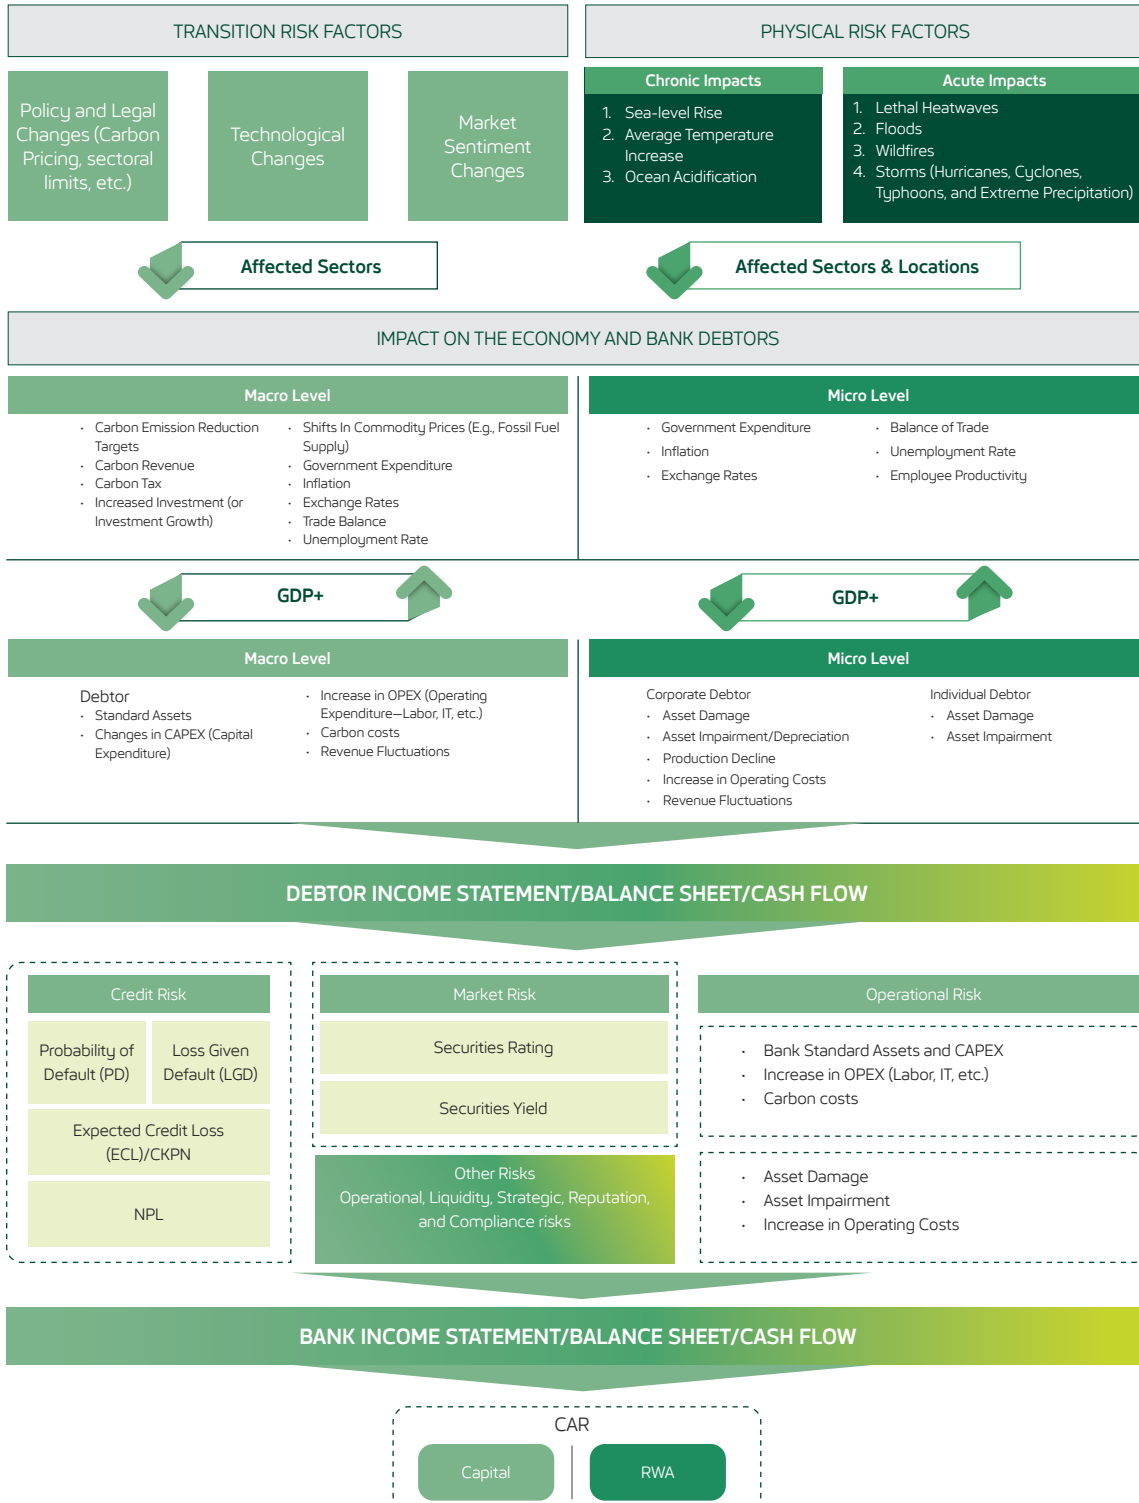 TRANSITION RISK FACTORS
Policy and Legal
Changes (Carbon
Pricing, sectoral
limits, etc.)
Technological
Changes
Market
Sentiment
Changes
PHYSICAL RISK FACTORS
Chronic Impacts
1. Sea-level Rise
2. Average Temperature
Increase
3. Ocean Acidification
Acute Impacts
1. Lethal Heatwaves
2. Floods
3. Wildfires
4. Storms (Hurricanes, Cyclones,
Typhoons, and Extreme Precipitation)
Affected Sectors
Affected Sectors & Locations
IMPACT ON THE ECONOMY AND BANK DEBTORS
Macro Level
• Carbon Emission Reduction
Targets
• Carbon Revenue
• Carbon Tax
• Increased Investment (or
Investment Growth)
• Shifts In Commodity Prices (E.g., Fossil Fuel
Supply)
• Government Expenditure
• Inflation
• Exchange Rates
• Trade Balance
• Unemployment Rate
Micro Level
• Government Expenditure
• Inflation
• Exchange Rates
• Balance of Trade
• Unemployment Rate
• Employee Productivity
GDP+
GDP+
Macro Level
Debtor
• Standard Assets
• Changes in CAPEX (Capital
Expenditure)
• Increase in OPEX (Operating
Expenditure—Labor, IT, etc.)
• Carbon costs
• Revenue Fluctuations
Micro Level
Corporate Debtor
• Asset Damage
• Asset Impairment/Depreciation
• Production Decline
• Increase in Operating Costs
• Revenue Fluctuations
Individual Debtor
• Asset Damage
• Asset Impairment
DEBTOR INCOME STATEMENT/BALANCE SHEET/CASH FLOW
Credit Risk
Probability of
Default (PD)
Loss Given
Default (LGD)
Expected Credit Loss
(ECL)/CKPN
NPL
Market Risk
Securities Rating
Securities Yield
Other Risks
Operational, Liquidity, Strategic, Reputation,
and Compliance risks
Operational Risk
• Bank Standard Assets and CAPEX
• Increase in OPEX (Labor, IT, etc.)
• Carbon costs
• Asset Damage
• Asset Impairment
• Increase in Operating Costs
BANK INCOME STATEMENT/BALANCE SHEET/CASH FLOW
CAR
Capital
RWA